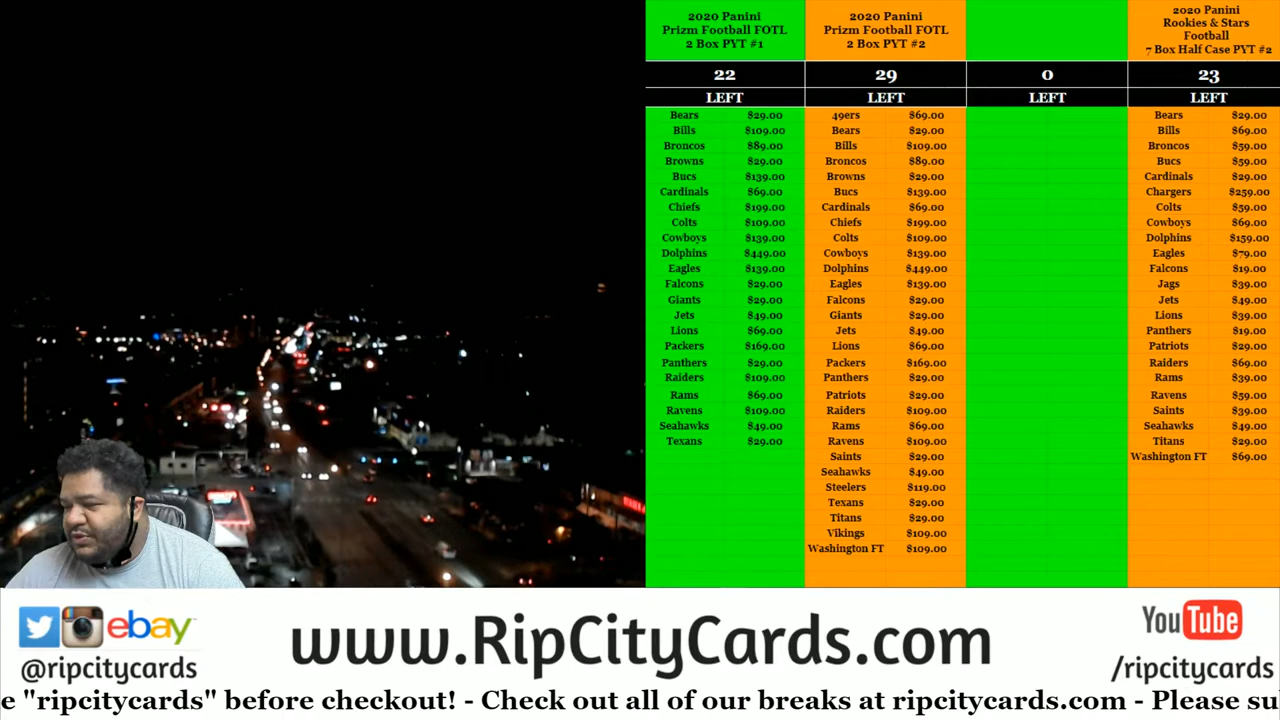 2020 Panini
Prizm Football FOTL
2 Box PYT #1
22
LEFT
Bears $29.00
Bills $109.00
Broncos $89.00
Browns $29.00
Bucs $139.00
Cardinals $69.00
Chiefs $199.00
Colts $109.00
Cowboys $139.00
Dolphins $449.00
Eagles $139.00
Falcons $29.00
Giants $29.00
Jets $49.00
Lions $69.00
Packers $169.00
Panthers $29.00
Raiders $109.00
Rams $69.00
Ravens $109.00
Seahawks $49.00
Texans $29.00
2020 Panini
Prizm Football FOTL
2 Box PYT #2
29
LEFT
49ers $69.00
Bears $29.00
Bills $109.00
Broncos $89.00
Browns $29.00
Bucs $139.00
Cardinals $69.00
Chiefs $199.00
Colts $109.00
Cowboys $139.00
Dolphins $449.00
Eagles $139.00
Falcons $29.00
Giants $29.00
Jets $49.00
Lions $69.00
Packers $169.00
Panthers $29.00
Patriots $29.00
Raiders $109.00
Rams $69.00
Ravens $109.00
Saints $29.00
Seahawks $49.00
Steelers $119.00
Texans $29.00
Titans $29.00
Vikings $109.00
Washington FT $109.00
0
LEFT
2020 Panini
Rookies & Stars
Football
7 Box Half Case PYT #2
23
LEFT
Bears $29.00
Bills $69.00
Broncos $59.00
Bucs $59.00
Cardinals $29.00
Chargers $259.00
Colts $59.00
Cowboys $69.00
Dolphins $159.00
Eagles $79.00
Falcons $19.00
Jags $39.00
Jets $49.00
Lions $39.00
Panthers $19.00
Patriots $29.00
Raiders $69.00
Rams $39.00
Ravens $59.00
Saints $39.00
Seahawks $49.00
Titans $29.00
Washington FT $69.00
ebay
@ripcitycards
www.RipCityCards.com
YouTube
/ripcitycards
e "ripcitycards" before checkout! - Check out all of our breaks at ripcitycards.com - Please su